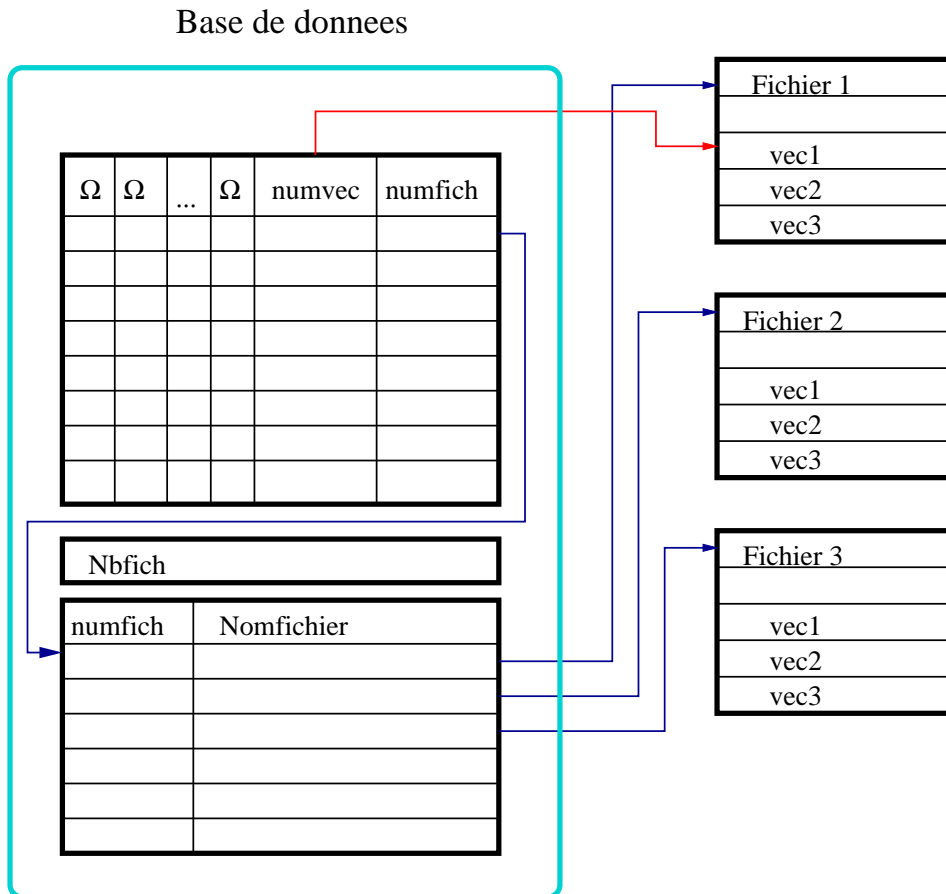 Base de donnees
Ω Ω ... Ω numvec numfich
Nbfich
numfich Nomfichier
Fichier 1
vec1
vec2
vec3
Fichier 2
vec1
vec2
vec3
Fichier 3
vec1
vec2
vec3